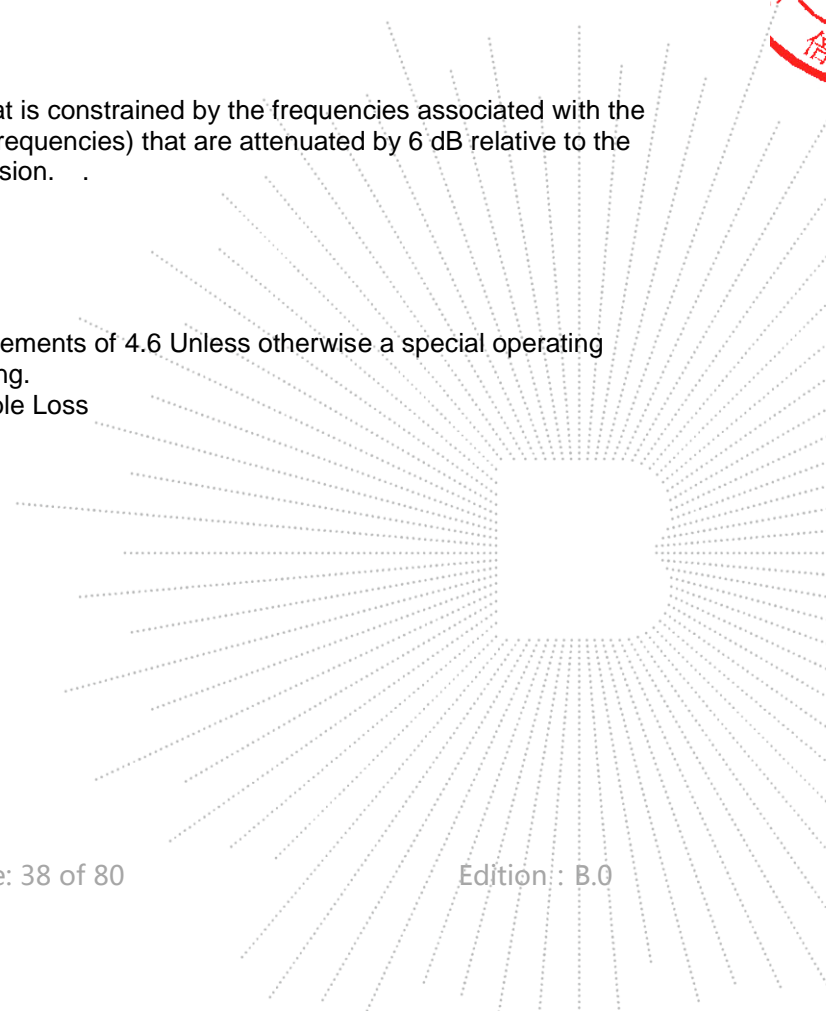 at is constrained by the frequencies associated with the
requencies) that are attenuated by 6 dB relative to the
sion. .
ements of 4.6 Unless otherwise a special operating
ng.
ole Loss
e: 38 of 80 Edition : B.0